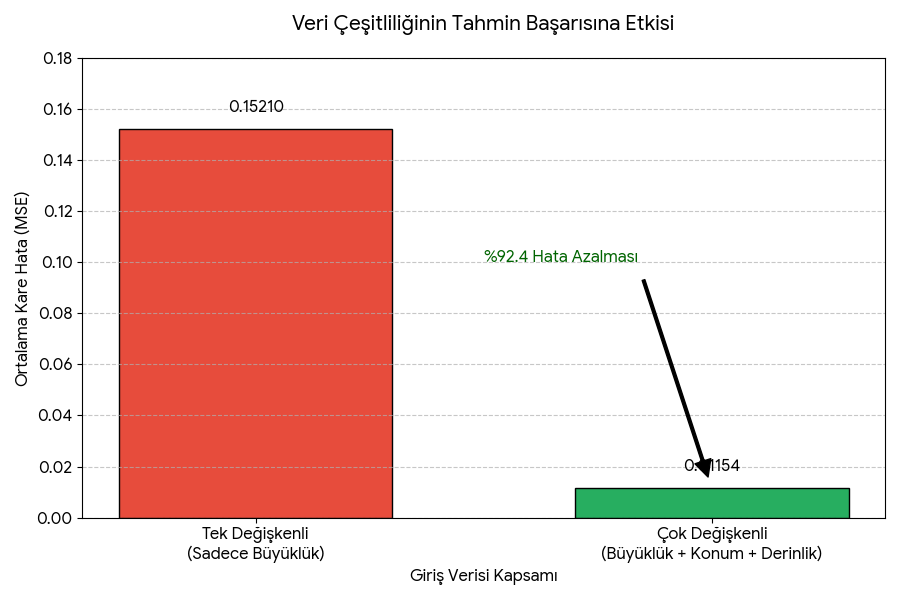 Veri Çeşitliliğinin Tahmin Başarısına Etkisi
0.18
0.16
0.14
0.12
0.10
0.08
0.06
0.04
0.02
0.00
Ortalama Kare Hata (MSE)
0.15210
%92.4 Hata Azalması
Tek Değişkenli
(Sadece Büyüklük)
Çok Değişkenli
(Büyüklük + Konum + Derinlik)
Giriş Verisi Kapsamı